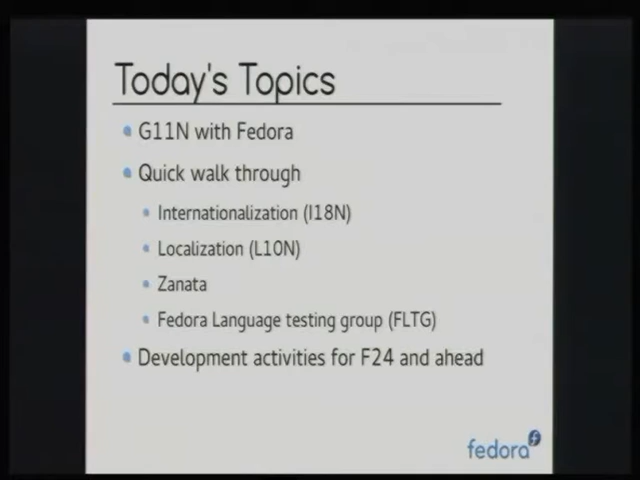 Today's Topics
G11N with Fedora
Quick walk through
Internationalization (I18N)
Localization (L10N)
Zanata
Fedora Language testing group (FLTG)
Development activities for F24 and ahead
fedora